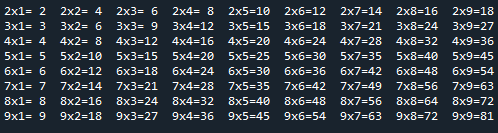 2x1= 2 2x2= 4 2x3= 6 2x4= 8 2x5=10 2x6=12 2x7=14 2x8=16 2x9=18
3x1= 3 3x2= 6 3x3= 9 3x4=12 3x5=15 3x6=18 3x7=21 3x8=24 3x9=27
4x1= 4 4x2= 8 4x3=12 4x4=16 4x5=20 4x6=24 4x7=28 4x8=32 4x9=36
5x1= 5 5x2=10 5x3=15 5x4=20 5x5=25 5x6=30 5x7=35 5x8=40 5x9=45
6x1= 6 6x2=12 6x3=18 6x4=24 6x5=30 6x6=36 6x7=42 6x8=48 6x9=54
7x1= 7 7x2=14 7x3=21 7x4=28 7x5=35 7x6=42 7x7=49 7x8=56 7x9=63
8x1= 8 8x2=16 8x3=24 8x4=32 8x5=40 8x6=48 8x7=56 8x8=64 8x9=72
9x1= 9 9x2=18 9x3=27 9x4=36 9x5=45 9x6=54 9x7=63 9x8=72 9x9=81